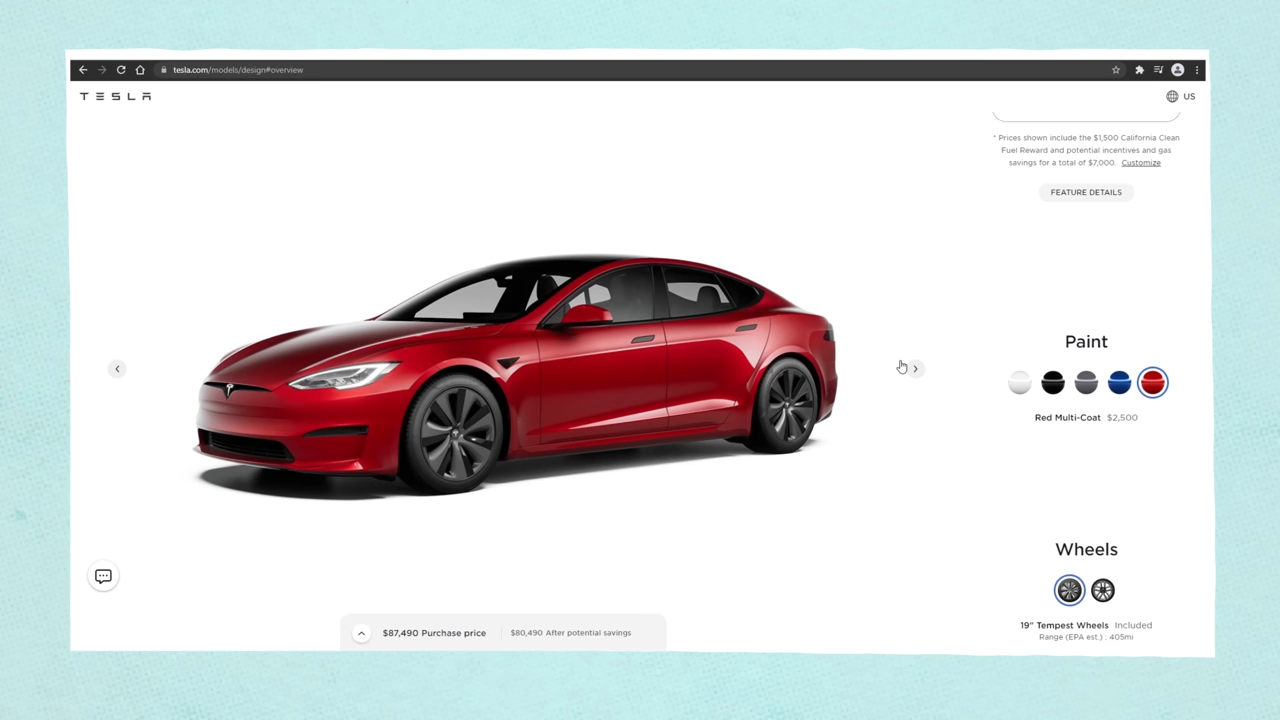 tesla.com/models/design#overview
TESLA
US
* Prices shown include the $1,500 California Clean
Fuel Reward and potential incentives and gas
savings for a total of $7,000. Customize
FEATURE DETAILS
Paint
Red Multi-Coat $2,500
Wheels
19" Tempest Wheels Included
Range (EPA est.) : 405mi
$87,490 Purchase price $80,490 After potential savings